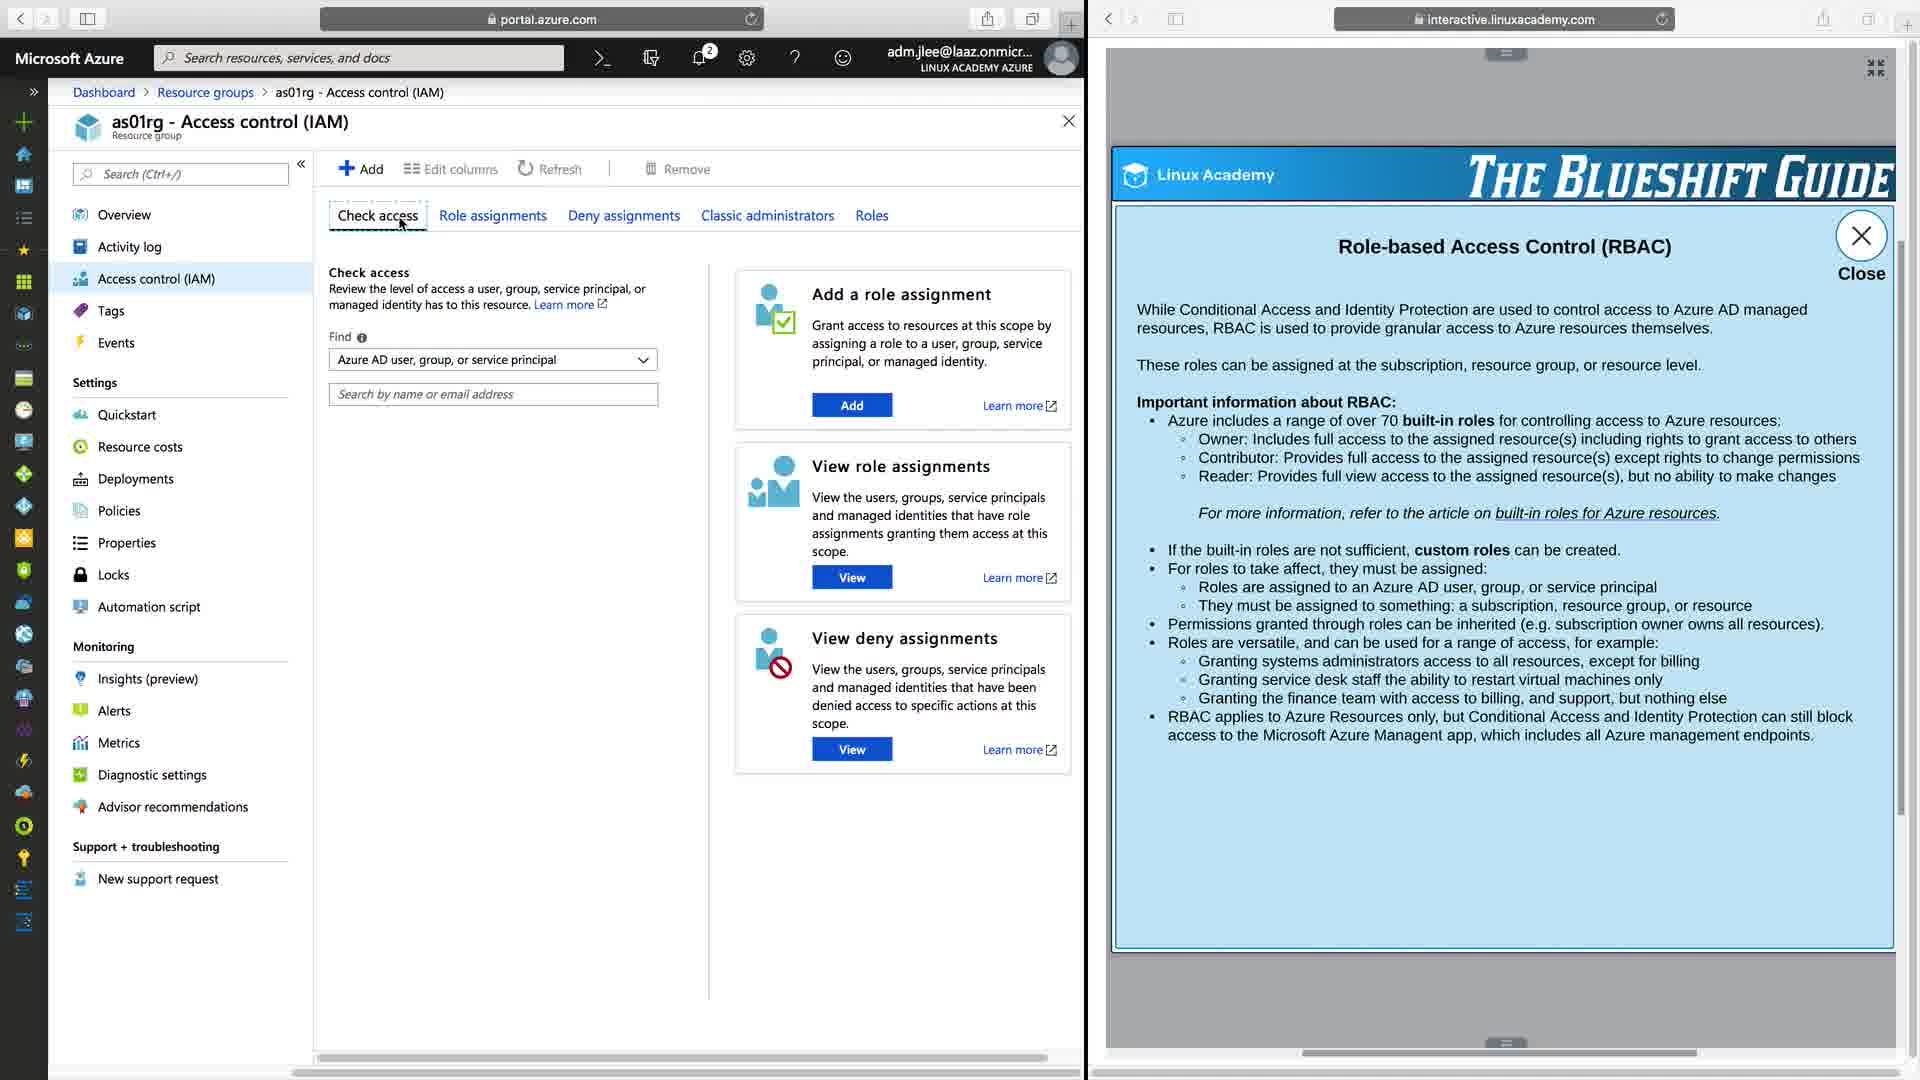 portal.azure.com
Microsoft Azure
Search resources, services, and docs
2
adm.jlee@laaz.onmicr...
LINUX ACADEMY AZURE
Dashboard
Resource groups
as01rg - Access control (IAM)
as01rg - Access control (IAM)
Resource group
Search (Ctrl+/)
Overview
Activity log
Access control (IAM)
Tags
Events
Settings
Quickstart
Resource costs
Deployments
Policies
Properties
Locks
Automation script
Monitoring
Insights (preview)
Alerts
Metrics
Diagnostic settings
Advisor recommendations
Support + troubleshooting
New support request
Add
Edit columns
Refresh
Remove
Check access
Role assignments
Deny assignments
Classic administrators
Roles
Check access
Review the level of access a user, group, service principal, or
managed identity has to this resource. Learn more
Find
Azure AD user, group, or service principal
Search by name or email address
Add a role assignment
Grant access to resources at this scope by
assigning a role to a user, group, service
principal, or managed identity.
Add
Learn more
View role assignments
View the users, groups, service principals
and managed identities that have role
assignments granting them access at this
scope.
View
Learn more
View deny assignments
View the users, groups, service principals
and managed identities that have been
denied access to specific actions at this
scope.
View
Learn more
interactive.linuxacademy.com
Linux Academy
THE BLUESHIFT GUIDE
Role-based Access Control (RBAC)
Close
While Conditional Access and Identity Protection are used to control access to Azure AD managed
resources, RBAC is used to provide granular access to Azure resources themselves.
These roles can be assigned at the subscription, resource group, or resource level.
Important information about RBAC:
• Azure includes a range of over 70 built-in roles for controlling access to Azure resources:
◦ Owner: Includes full access to the assigned resource(s) including rights to grant access to others
◦ Contributor: Provides full access to the assigned resource(s) except rights to change permissions
◦ Reader: Provides full view access to the assigned resource(s), but no ability to make changes
For more information, refer to the article on built-in roles for Azure resources.
• If the built-in roles are not sufficient, custom roles can be created.
• For roles to take affect, they must be assigned:
◦ Roles are assigned to an Azure AD user, group, or service principal
◦ They must be assigned to something: a subscription, resource group, or resource
• Permissions granted through roles can be inherited (e.g. subscription owner owns all resources).
• Roles are versatile, and can be used for a range of access, for example:
◦ Granting systems administrators access to all resources, except for billing
◦ Granting service desk staff the ability to restart virtual machines only
◦ Granting the finance team with access to billing, and support, but nothing else
• RBAC applies to Azure Resources only, but Conditional Access and Identity Protection can still block
access to the Microsoft Azure Managent app, which includes all Azure management endpoints.